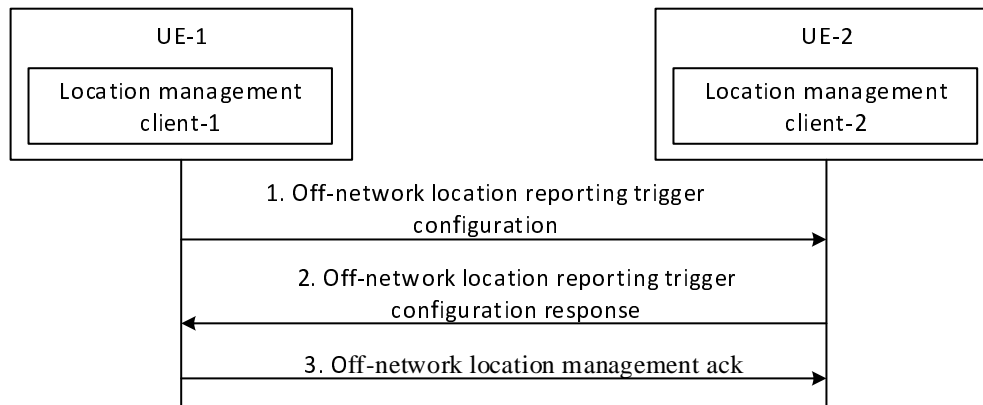 UE-1
UE-2
Location management
client-1
Location management
client-2
1. Off-network location reporting trigger
configuration
2. Off-network location reporting trigger
configuration response
3. Off-network location management ack